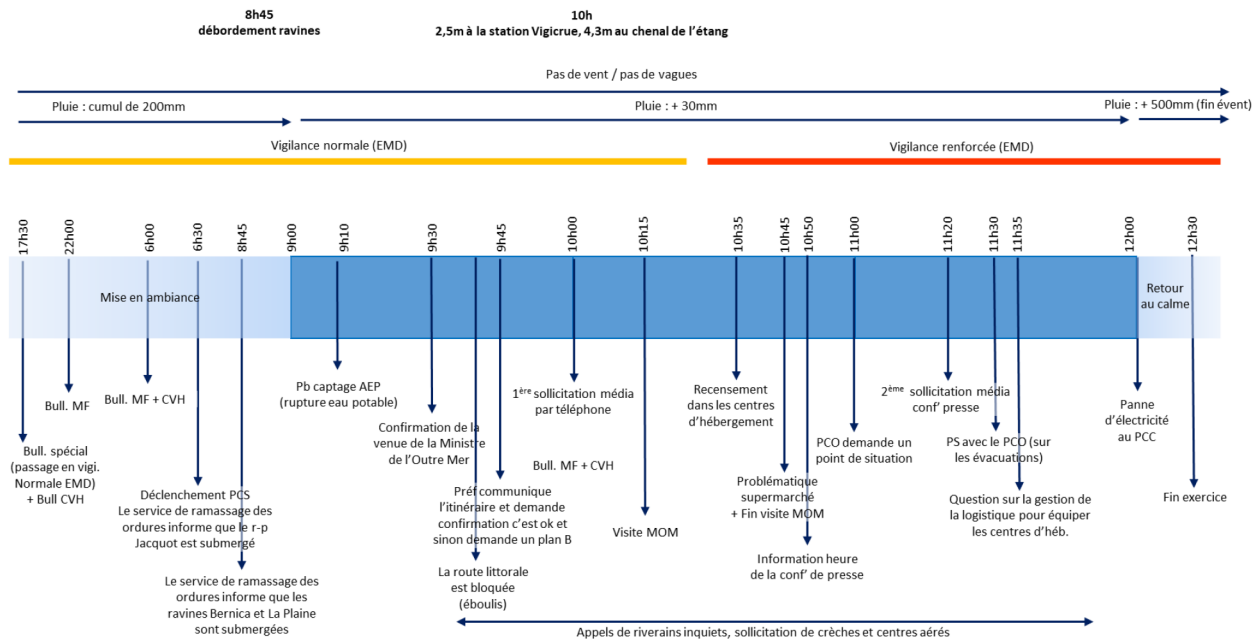 8h45
débordement ravines
10h
2,5m à la station Vigicrue, 4,3m au chenal de l'étang
Pas de vent / pas de vagues
Pluie : cumul de 200mm
Pluie : + 30mm
Pluie : + 500mm (fin évent)
Vigilance normale (EMD)
Vigilance renforcée (EMD)
17h30
22h00
6h00
6h30
8h45
9h00
9h10
9h30
9h45
10h00
10h15
10h35
10h45
10h50
11h00
11h20
11h30
11h35
12h00
12h30
Mise en ambiance
Retour
au calme
Bull. spécial
(passage en vigi.
Normale EMD)
+ Bull CVH
Bull. MF
Bull. MF + CVH
Déclenchement PCS
Le service de ramassage des
ordures informe que le r-p
Jacquot est submergé
Le service de ramassage des
ordures informe que les
ravines Bernica et La Plaine
sont submergées
Pb captage AEP
(rupture eau potable)
Confirmation de la
venue de la Ministre
de l'Outre Mer
La route littorale
est bloquée
(éboulis)
Préf communique
l'itinéraire et demande
confirmation c'est ok et
sinon demande un plan B
1ère sollicitation média
par téléphone
Bull. MF + CVH
Visite MOM
Recensement
dans les centres
d'hébergement
Problématique
supermarché
+ Fin visite MOM
Information heure
de la conf' de presse
PCO demande un
point de situation
2ème sollicitation média
conf' presse
PS avec le PCO (sur
les évacuations)
Question sur la gestion de
la logistique pour équiper
les centres d'héb.
Panne
d'électricité
au PCC
Fin exercice
Appels de riverains inquiets, sollicitation de crèches et centres aérés